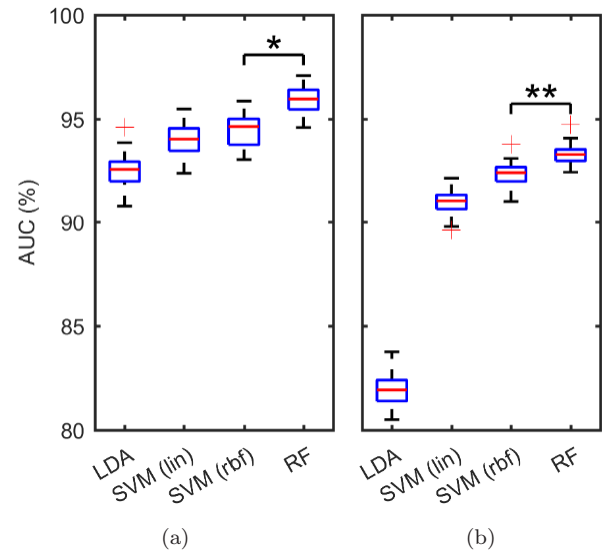 100
95
90
85
80
AUC (%)
*
**
LDA
SVM (lin)
SVM (rbf)
RF
LDA
SVM (lin)
SVM (rbf)
RF
(a)
(b)